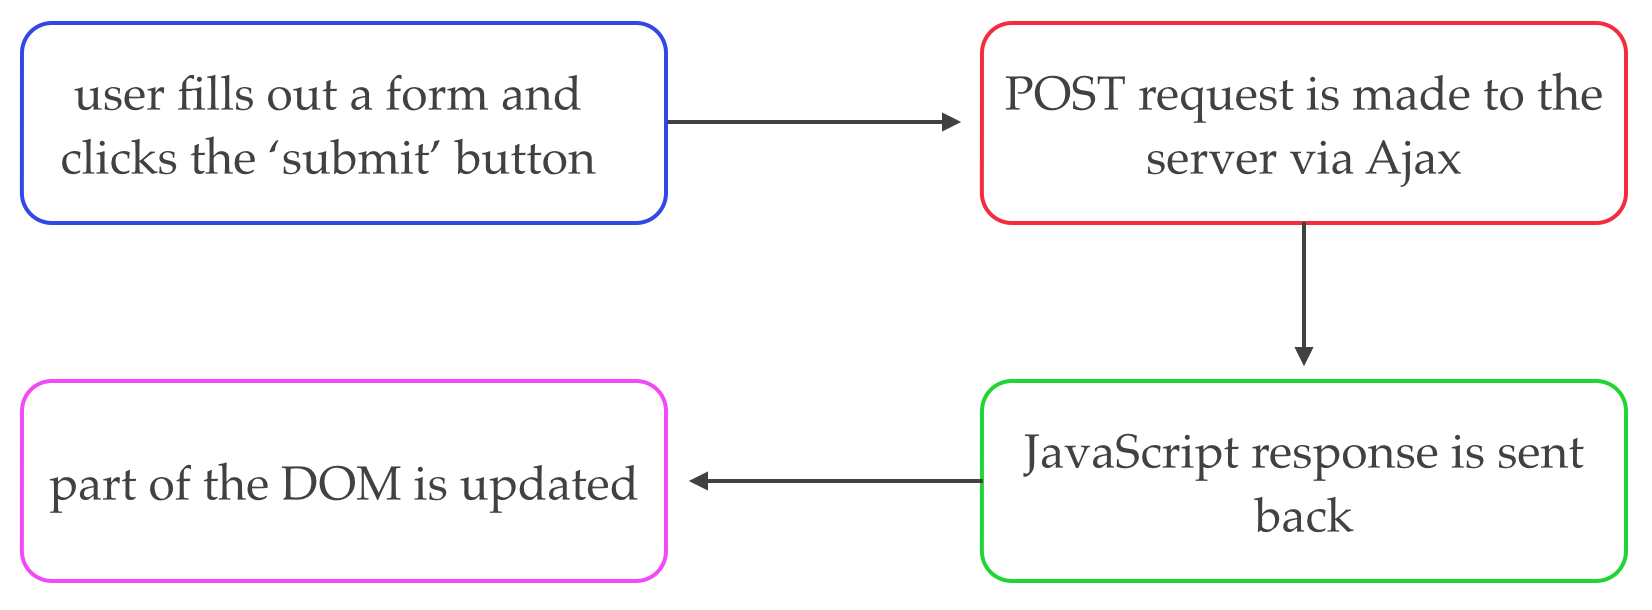 user fills out a form and
clicks the ‘submit’ button
POST request is made to the
server via Ajax
JavaScript response is sent
back
part of the DOM is updated